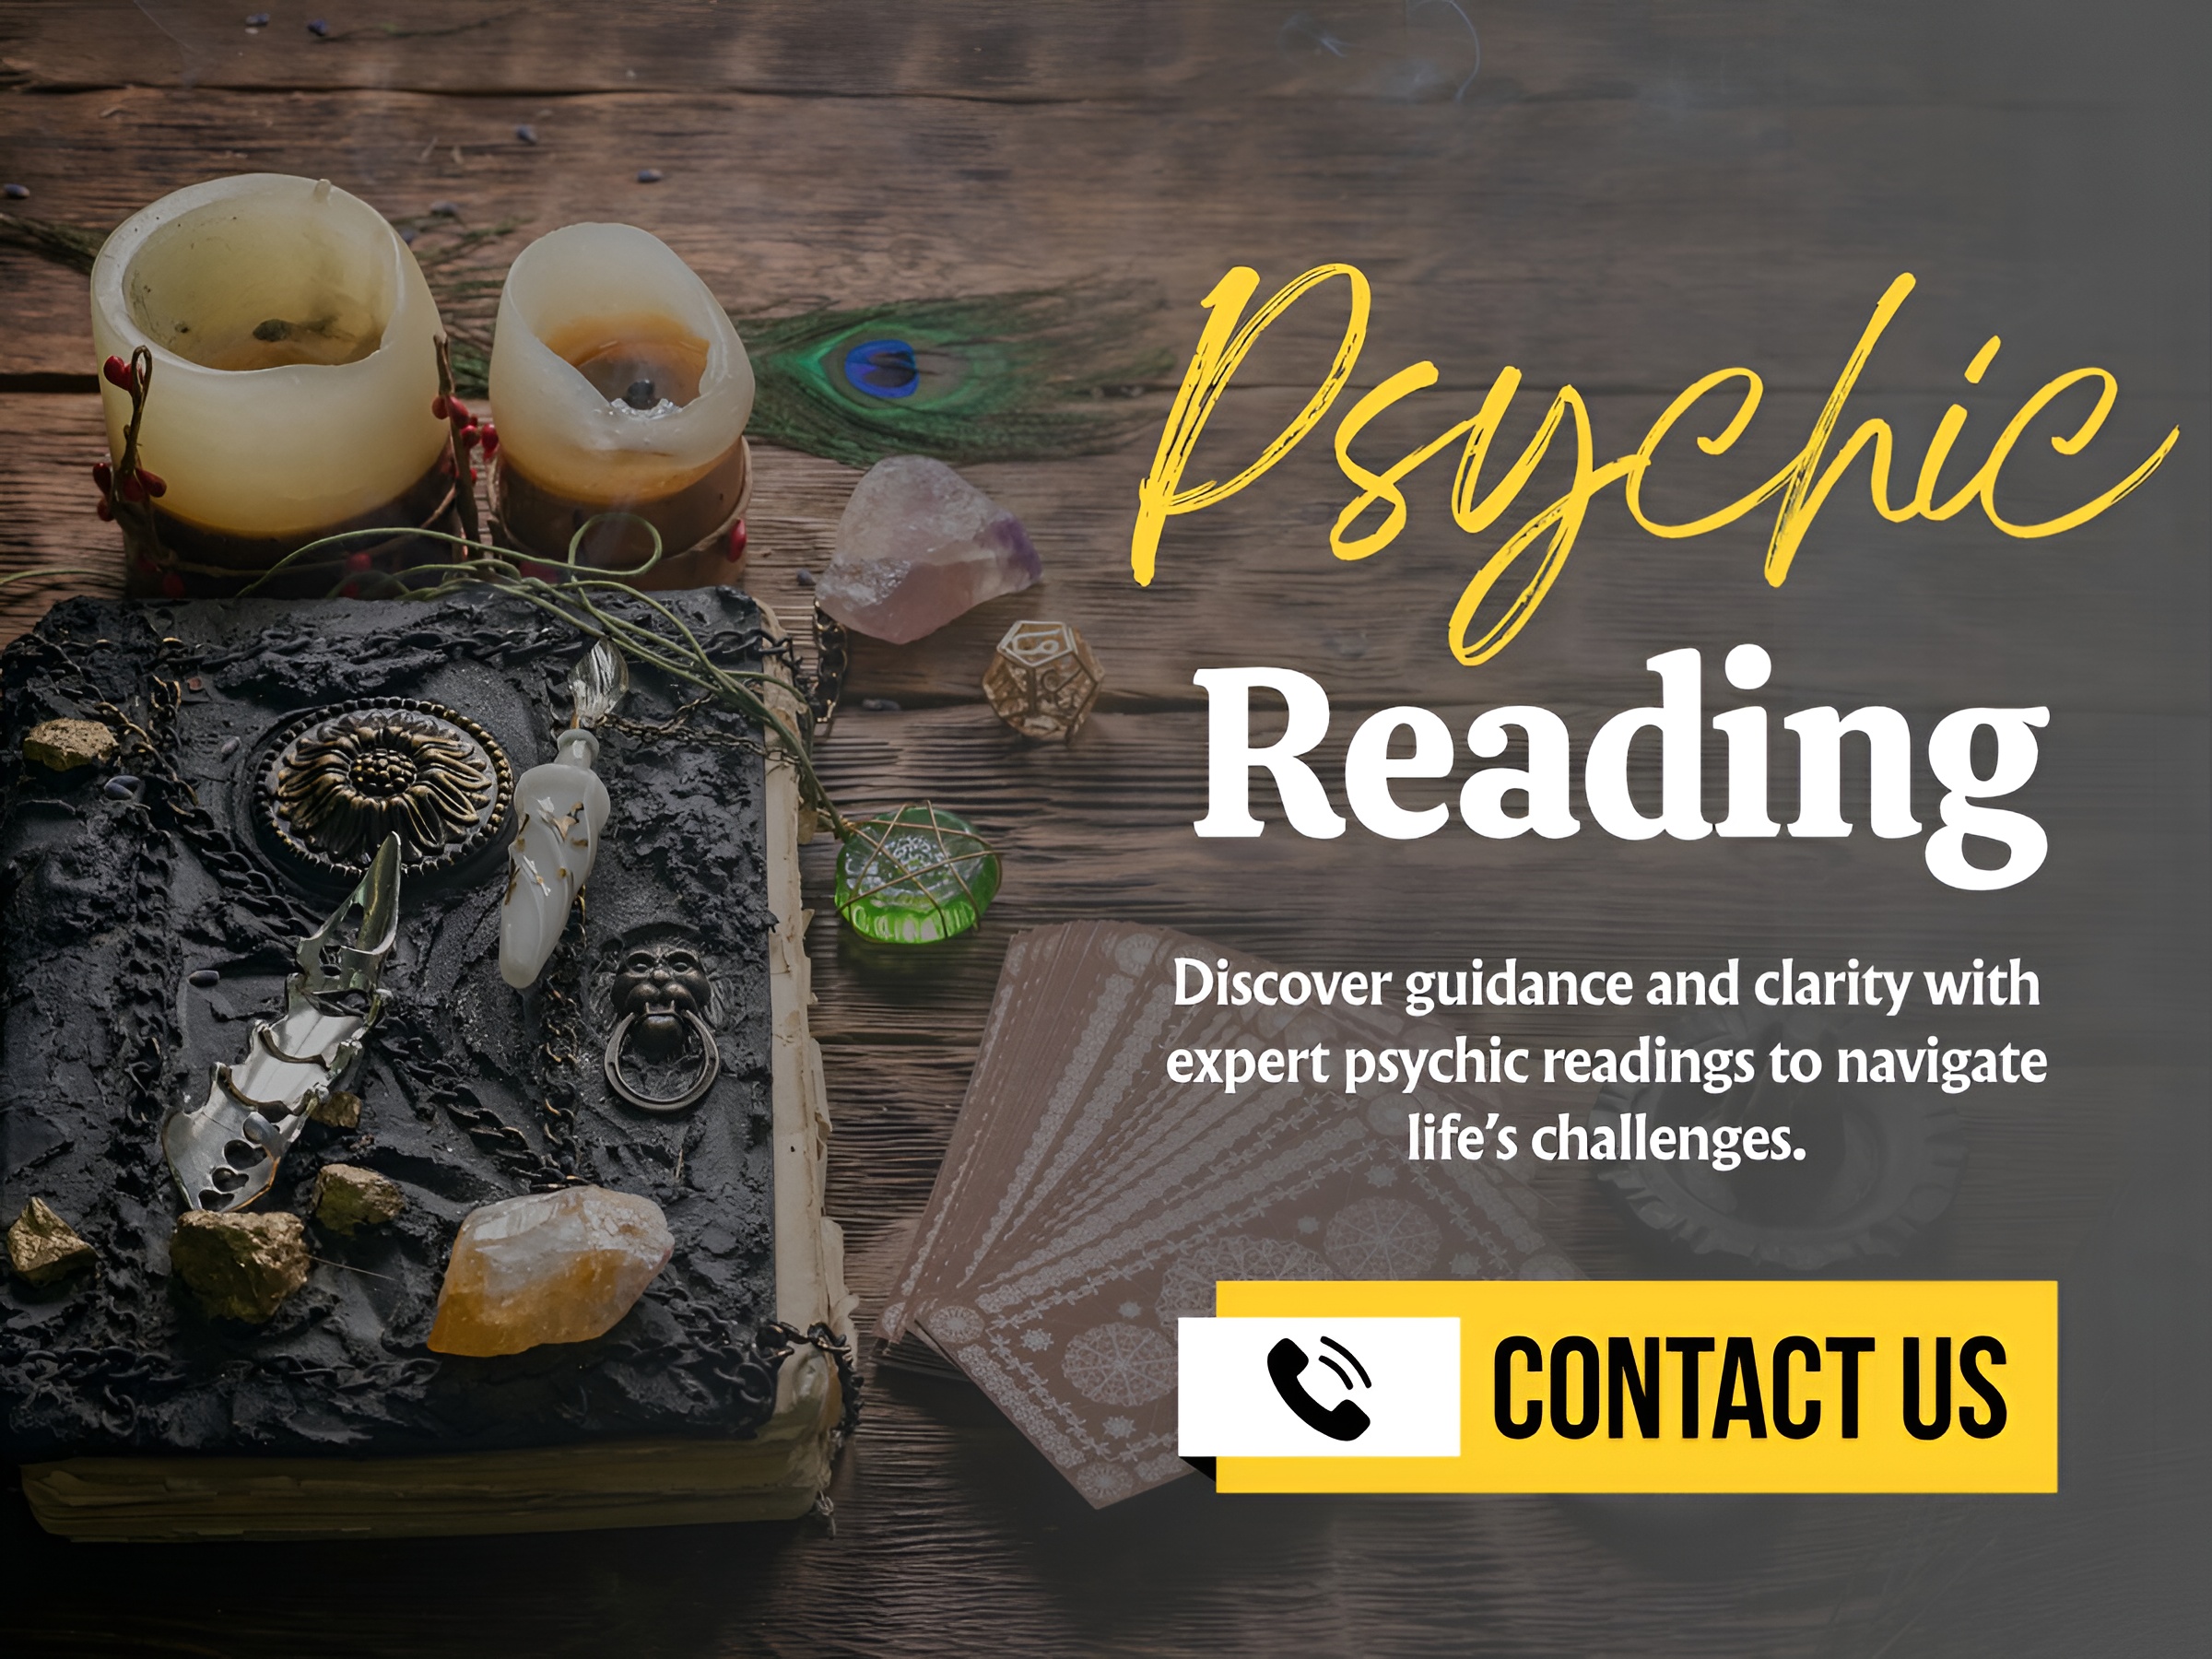 Psychic
Reading
Discover guidance and clarity with
expert psychic readings to navigate
life’s challenges.
CONTACT US